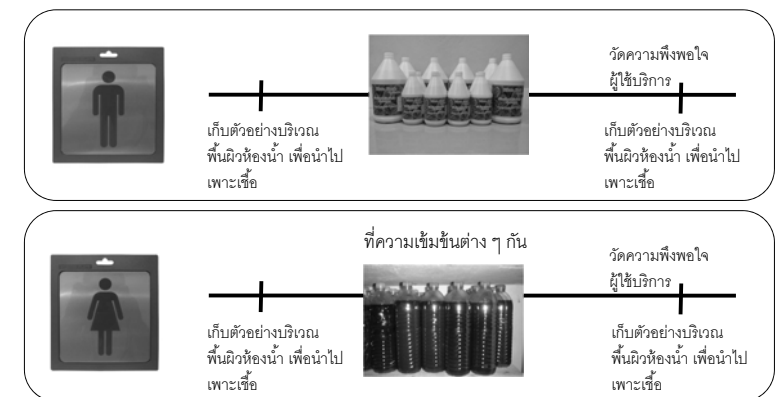 วัดความพึงพอใจ
ผู้ใช้บริการ
เก็บตัวอย่างบริเวณ
พื้นผิวห้องน้ำ เพื่อนำไป
เพาะเชื้อ
เก็บตัวอย่างบริเวณ
พื้นผิวห้องน้ำ เพื่อนำไป
เพาะเชื้อ
ที่ความเข้มข้นต่าง ๆ กัน
วัดความพึงพอใจ
ผู้ใช้บริการ
เก็บตัวอย่างบริเวณ
พื้นผิวห้องน้ำ เพื่อนำไป
เพาะเชื้อ
เก็บตัวอย่างบริเวณ
พื้นผิวห้องน้ำ เพื่อนำไป
เพาะเชื้อ